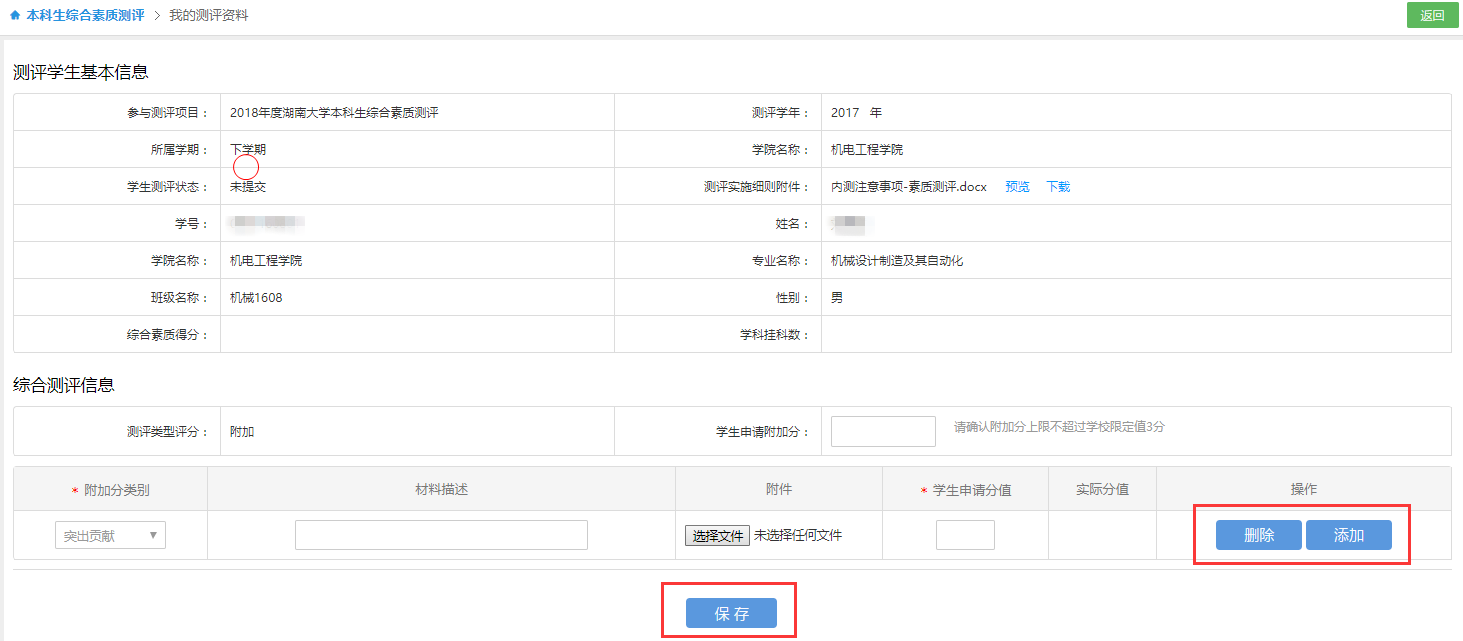 本科生综合素质测评 > 我的测评资料 返回
测评学生基本信息
参与测评项目： 2018年度湖南大学本科生综合素质测评 测评学年： 2017 年
所属学期： 下学期 学院名称： 机电工程学院
学生测评状态： 未提交 测评实施细则附件： 内测注意事项-素质测评.docx 预览 下载
学号： 姓名：
学院名称： 机电工程学院 专业名称： 机械设计制造及其自动化
班级名称： 机械1608 性别： 男
综合素质得分： 学科挂科数：
综合测评信息
测评类型评分： 附加 学生申请附加分： 请确认附加分上限不超过学校限定值3分
* 附加分类别 材料描述 附件 * 学生申请分值 实际分值 操作
突出贡献 ▼ 选择文件 未选择任何文件 删除 添加
保 存